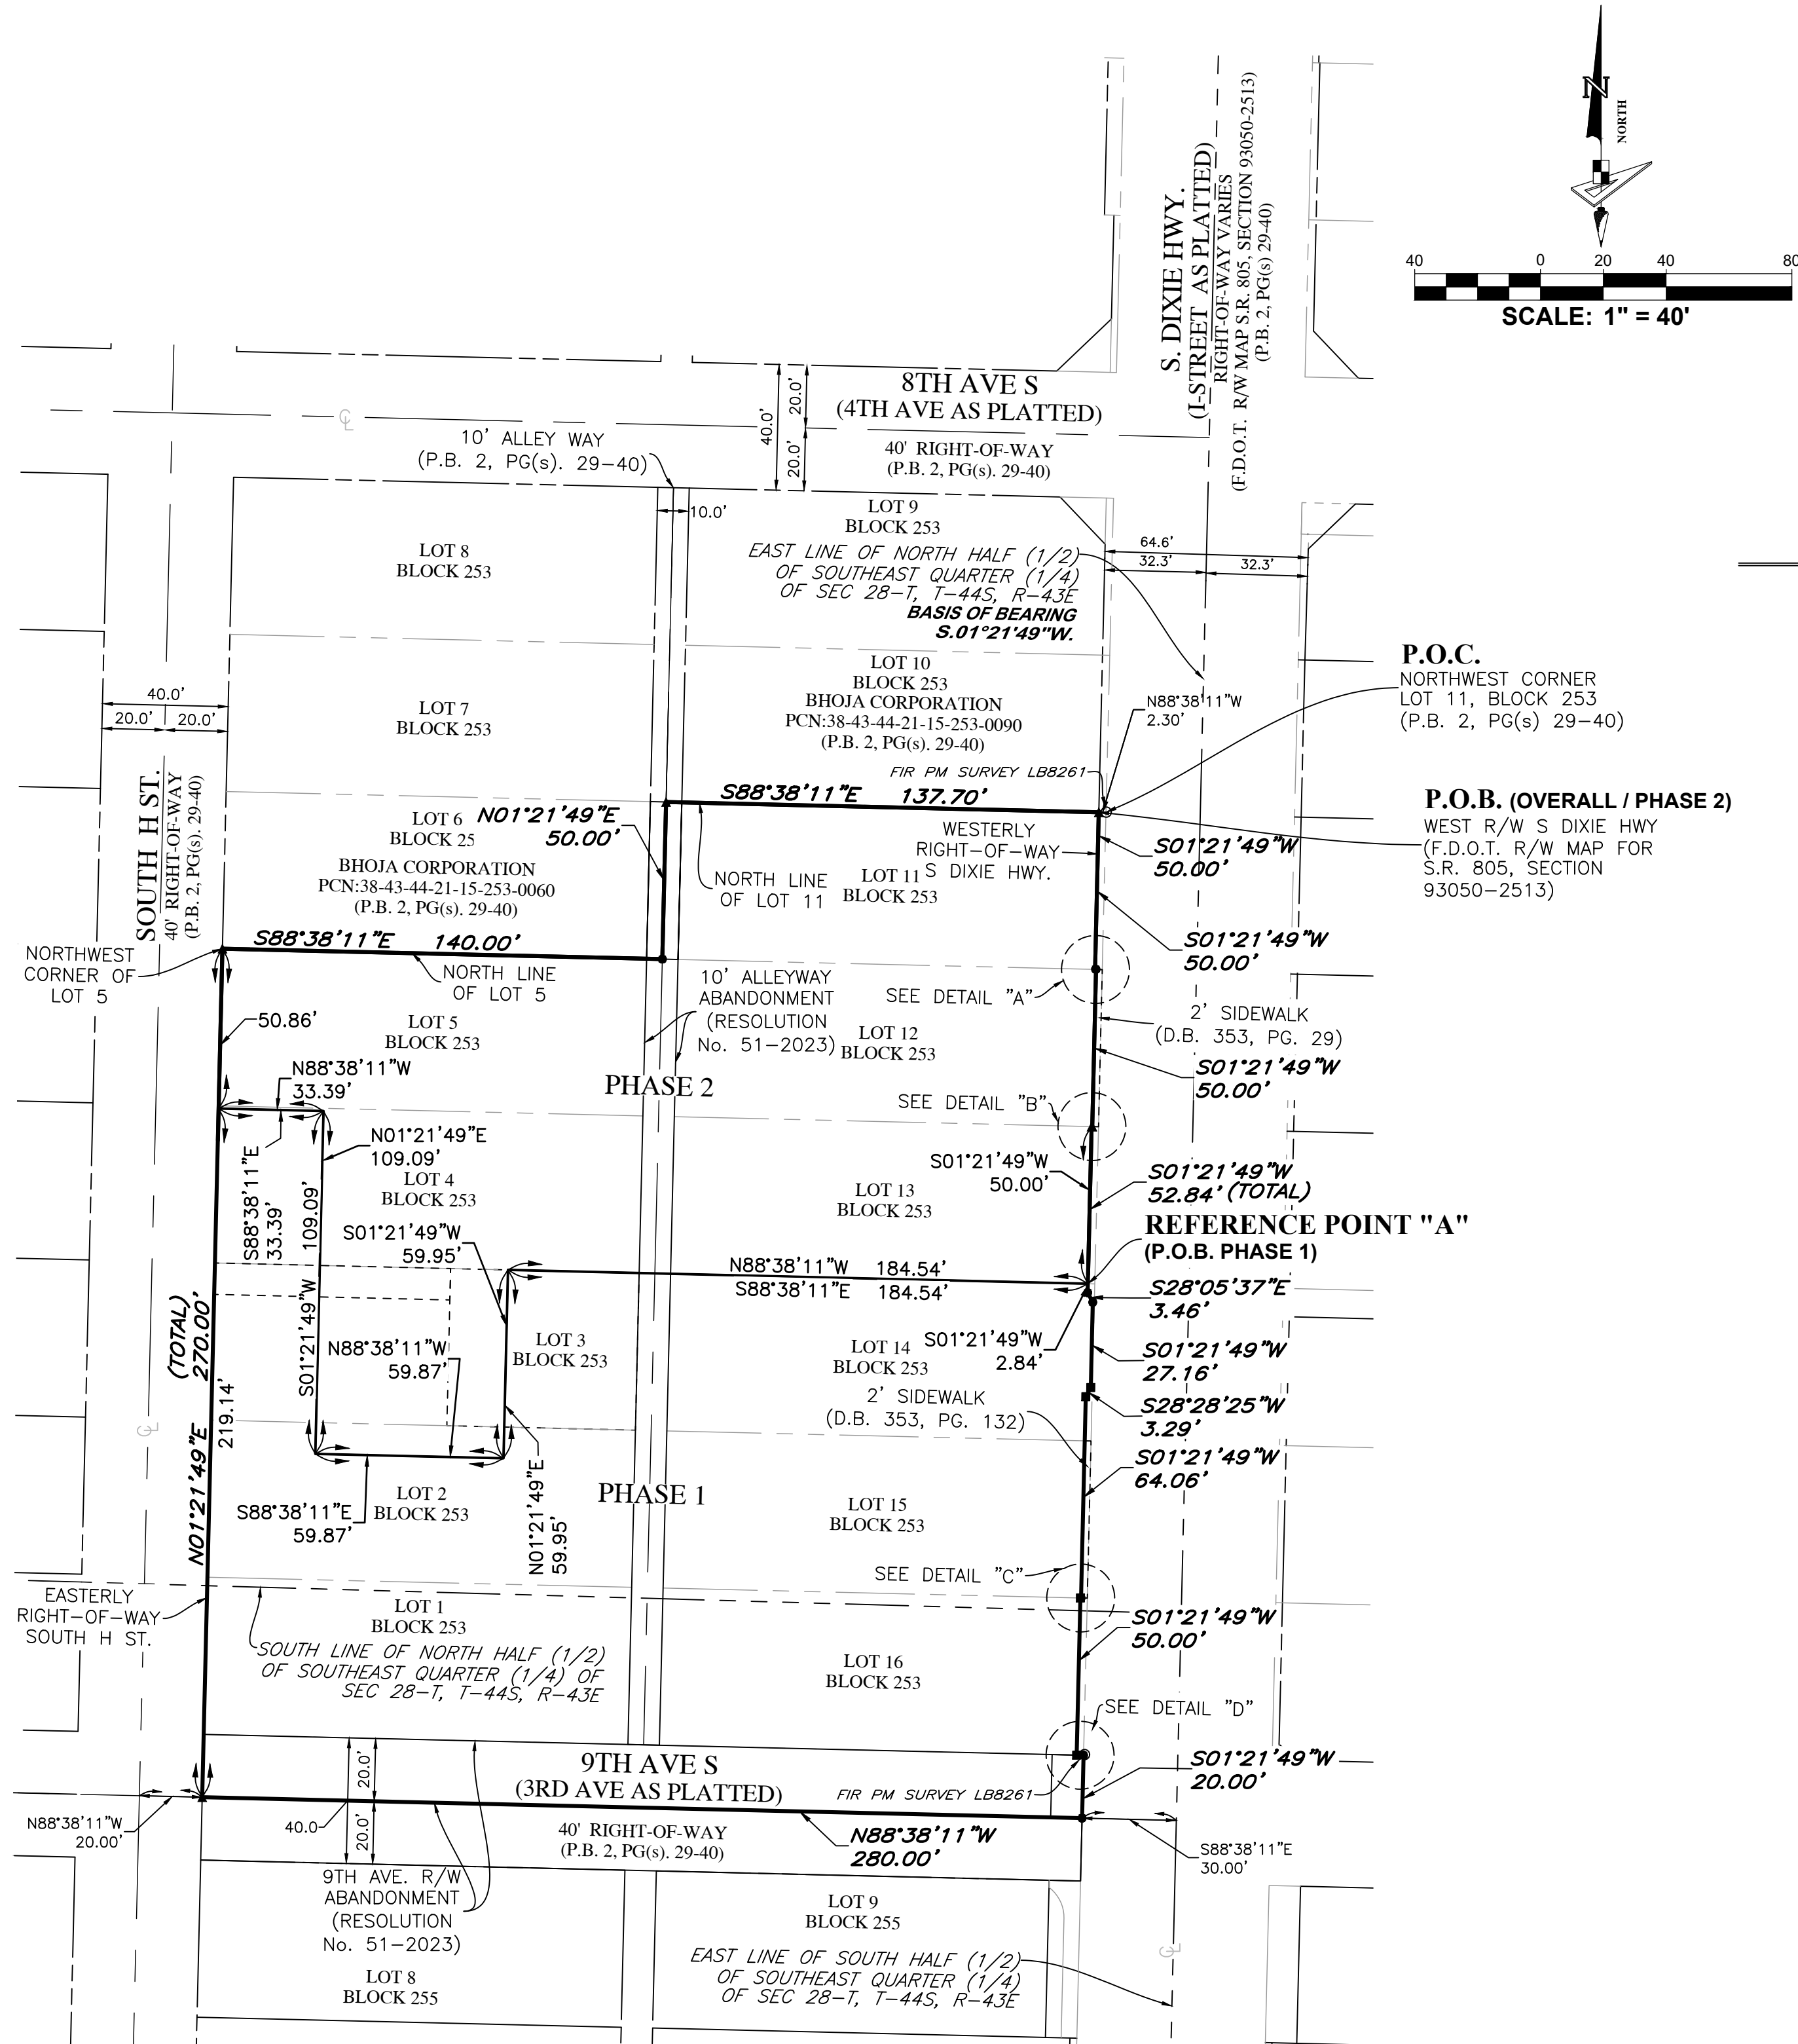 N
NORTH
40
0
20
40
80
SCALE: 1" = 40'
S. DIXIE HWY.
(I-STREET AS PLATTED)
RIGHT-OF-WAY VARIES
(F.D.O.T. R/W MAP S.R. 805, SECTION 93050-2513)
(P.B. 2, PG(s) 29-40)
8TH AVE S
(4TH AVE AS PLATTED)
40' RIGHT-OF-WAY
(P.B. 2, PG(s). 29-40)
40.0'
20.0'
20.0'
10' ALLEY WAY
(P.B. 2, PG(s). 29-40)
10.0'
LOT 8
BLOCK 253
LOT 9
BLOCK 253
EAST LINE OF NORTH HALF (1/2)
OF SOUTHEAST QUARTER (1/4)
OF SEC 28-T, T-44S, R-43E
BASIS OF BEARING
S.01°21'49"W.
64.6'
32.3'
32.3'
P.O.C.
NORTHWEST CORNER
LOT 11, BLOCK 253
(P.B. 2, PG(s) 29-40)
LOT 10
BLOCK 253
BHOJA CORPORATION
PCN:38-43-44-21-15-253-0090
(P.B. 2, PG(s). 29-40)
N88°38'11"W
2.30'
40.0'
20.0'
20.0'
LOT 7
BLOCK 253
SOUTH H ST.
40' RIGHT-OF-WAY
(P.B. 2, PG(s). 29-40)
FIR PM SURVEY LB8261
S88°38'11"E 137.70'
P.O.B. (OVERALL / PHASE 2)
WEST R/W S DIXIE HWY
(F.D.O.T. R/W MAP FOR
S.R. 805, SECTION
93050-2513)
LOT 6
BLOCK 25
N01°21'49"E
50.00'
BHOJA CORPORATION
PCN:38-43-44-21-15-253-0060
(P.B. 2, PG(s). 29-40)
WESTERLY
RIGHT-OF-WAY
S DIXIE HWY.
S01°21'49"W
50.00'
NORTH LINE
OF LOT 11
LOT 11
BLOCK 253
S01°21'49"W
50.00'
NORTHWEST
CORNER OF
LOT 5
S88°38'11"E 140.00'
NORTH LINE
OF LOT 5
10' ALLEYWAY
ABANDONMENT
(RESOLUTION
No. 51-2023)
SEE DETAIL "A"
2' SIDEWALK
(D.B. 353, PG. 29)
50.86'
LOT 5
BLOCK 253
LOT 12
BLOCK 253
S01°21'49"W
50.00'
N88°38'11"W
33.39'
PHASE 2
SEE DETAIL "B"
S88°38'11"E
33.39'
N01°21'49"E
109.09'
LOT 4
BLOCK 253
S01°21'49"W 109.09'
S01°21'49"W
50.00'
LOT 13
BLOCK 253
S01°21'49"W
52.84' (TOTAL)
S01°21'49"W
59.95'
REFERENCE POINT "A"
(P.O.B. PHASE 1)
N88°38'11"W 184.54'
S88°38'11"E 184.54'
S28°05'37"E
3.46'
N01°21'49"E 270.00'
(TOTAL)
219.14'
N88°38'11"W
59.87'
LOT 3
BLOCK 253
LOT 14
BLOCK 253
S01°21'49"W
2.84'
S01°21'49"W
27.16'
2' SIDEWALK
(D.B. 353, PG. 132)
S28°28'25"W
3.29'
S01°21'49"W
64.06'
LOT 2
BLOCK 253
S88°38'11"E
59.87'
N01°21'49"E
59.95'
PHASE 1
LOT 15
BLOCK 253
SEE DETAIL "C"
EASTERLY
RIGHT-OF-WAY
SOUTH H ST.
LOT 1
BLOCK 253
SOUTH LINE OF NORTH HALF (1/2)
OF SOUTHEAST QUARTER (1/4) OF
SEC 28-T, T-44S, R-43E
S01°21'49"W
50.00'
LOT 16
BLOCK 253
SEE DETAIL "D"
9TH AVE S
(3RD AVE AS PLATTED)
20.0'
FIR PM SURVEY LB8261
S01°21'49"W
20.00'
N88°38'11"W
20.00'
40.0
20.0'
40' RIGHT-OF-WAY
(P.B. 2, PG(s). 29-40)
N88°38'11"W
280.00'
S88°38'11"E
30.00'
9TH AVE. R/W
ABANDONMENT
(RESOLUTION
No. 51-2023)
LOT 9
BLOCK 255
EAST LINE OF SOUTH HALF (1/2)
OF SOUTHEAST QUARTER (1/4)
OF SEC 28-T, T-44S, R-43E
LOT 8
BLOCK 255